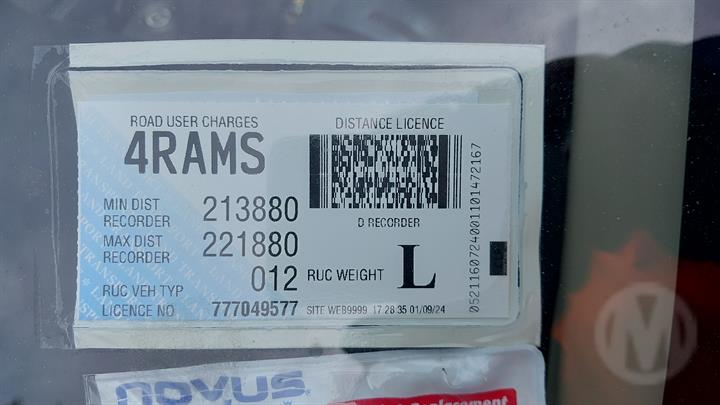 ROAD USER CHARGES
4RAMS
DISTANCE LICENCE
MIN DIST RECORDER 213880
D RECORDER
MAX DIST RECORDER 221880
RUC VEH TYP 012
RUC WEIGHT L
LICENCE NO 777049577
SITE WEB9999 17 28 35 01/09/24
0521160724001101472167
NOVUS
M